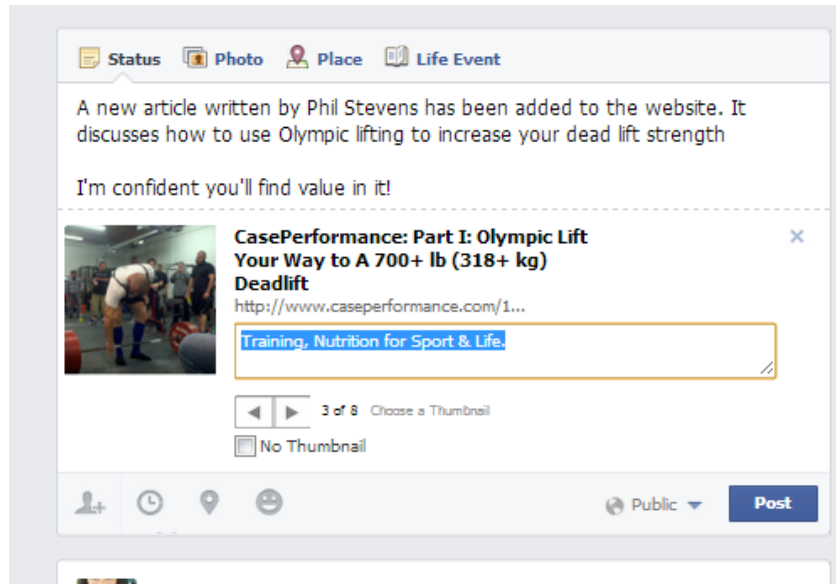 Status Photo Place Life Event
A new article written by Phil Stevens has been added to the website. It
discusses how to use Olympic lifting to increase your dead lift strength
I'm confident you'll find value in it!
CasePerformance: Part I: Olympic Lift
Your Way to A 700+ lb (318+ kg)
Deadlift
http://www.caseperformance.com/1...
Training, Nutrition for Sport & Life.
3 of 8 Choose a Thumbnail
No Thumbnail
Public Post